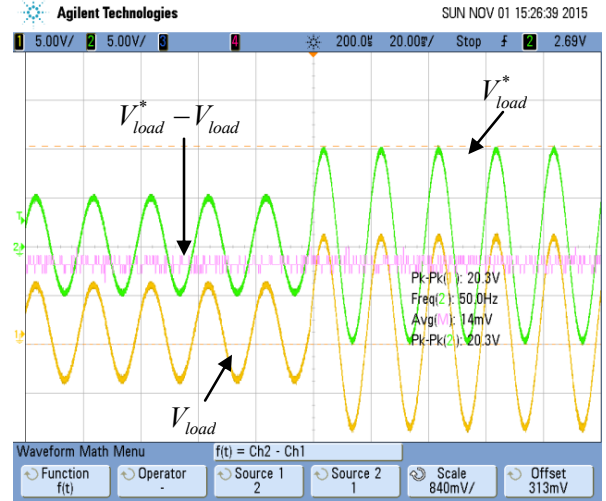 Agilent Technologies SUN NOV 01 15:26:39 2015
1 5.00V/ 2 5.00V/ 3 4 200.0s 20.00s/ Stop 2 2.69V
V*load
V*load − Vload
T
2
Pk-Pk(1): 20.3V
Freq(2): 50.0Hz
Avg(M): 14mV
1
Pk-Pk(2): 20.3V
Vload
Waveform Math Menu f(t) = Ch2 - Ch1
Function Operator Source 1 Source 2 Scale Offset
f(t) - 2 1 840mV/ 313mV